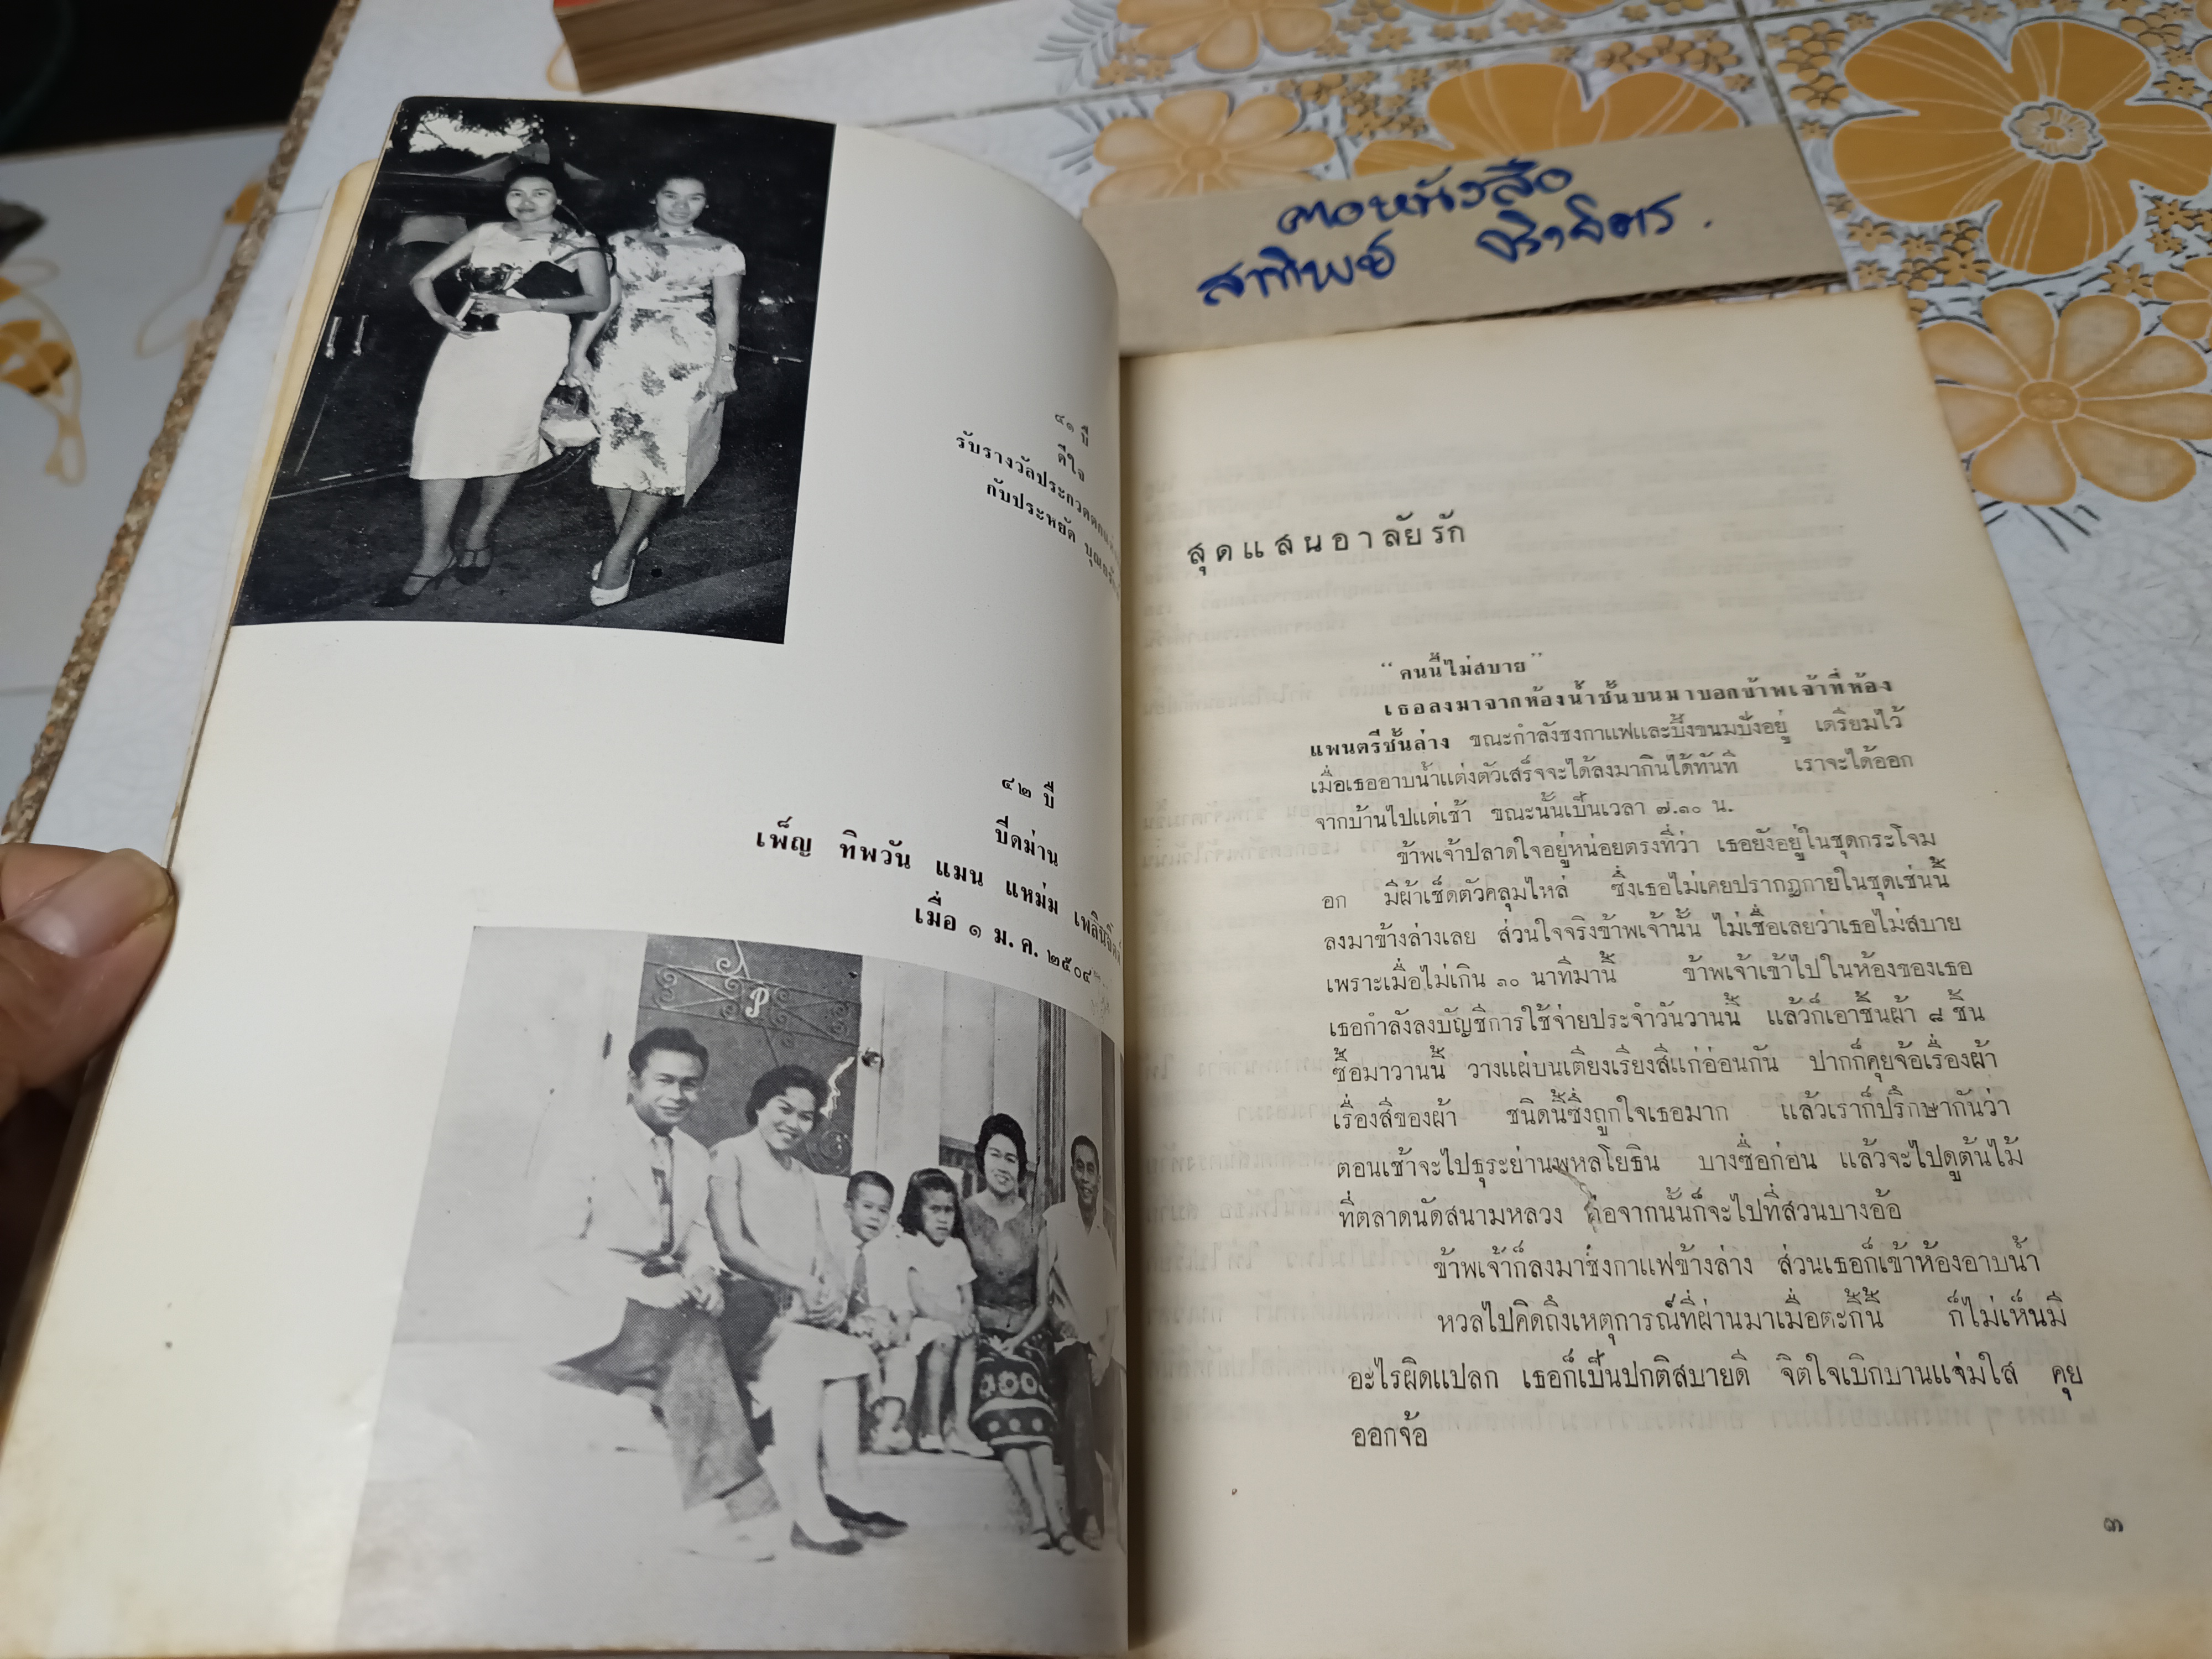 คอหนังสือ
สาทิพย์
๔๑ ปี
ดีใจ
รับรางวัลประกวด
กับประหยัด
๔๒ ปี
ปีดม่าน
เพ็ญ ทิพวัน แมน แหม่ม เพลินจิตต์
เมื่อ ๑ ม.ค. ๒๕๐๔
P
สุดแสนอาลัยรัก
“คนนี้ไม่สบาย”
เธอลงมาจากห้องน้ำชั้นบนมาบอกข้าพเจ้าที่ห้อง
แพนตรีชั้นล่าง ขณะกำลังชงกาแฟและปิ้งขนมปังอยู่ เตรียมไว้
เมื่อเธออาบน้ำแต่งตัวเสร็จจะได้ลงมากินได้ทันที เราจะได้ออก
จากบ้านไปแต่เช้า ขณะนั้นเป็นเวลา ๗.๑๐ น.
ข้าพเจ้าปลาดใจอยู่หน่อยตรงที่ว่า เธอยังอยู่ในชุดกระโจม
อก มีผ้าเช็ดตัวคลุมไหล่ ซึ่งเธอไม่เคยปรากฏกายในชุดเช่นนี้
ลงมาข้างล่างเลย ส่วนใจจริงข้าพเจ้านั้น ไม่เชื่อเลยว่าเธอไม่สบาย
เพราะเมื่อไม่เกิน ๑๐ นาทีมานี้ ข้าพเจ้าเข้าไปในห้องของเธอ
เธอกำลังลงบัญชีการใช้จ่ายประจำวันวานนี้ แล้วก็เอาชิ้นผ้า ๘ ชิ้น
ซื้อมาวานนี้ วางแผ่บนเตียงเรียงสีแก่อ่อนกัน ปากก็คุยจ้อเรื่องผ้า
เรื่องสีของผ้า ชนิดนี้ซึ่งถูกใจเธอมาก แล้วเราก็ปรึกษากันว่า
ตอนเช้าจะไปธุระย่านพหลโยธิน บางซื่อก่อน แล้วจะไปดูต้นไม้
ที่ตลาดนัดสนามหลวง ต่อจากนั้นก็จะไปที่สวนบางอ้อ
ข้าพเจ้าก็ลงมาชงกาแฟข้างล่าง ส่วนเธอก็เข้าห้องอาบน้ำ
หวลไปคิดถึงเหตุการณ์ที่ผ่านมาเมื่อตะกี้นี้ ก็ไม่เห็นมี
อะไรผิดแปลก เธอก็เป็นปกติสบายดี จิตใจเบิกบานแจ่มใส คุย
ออกจ้อ
๓